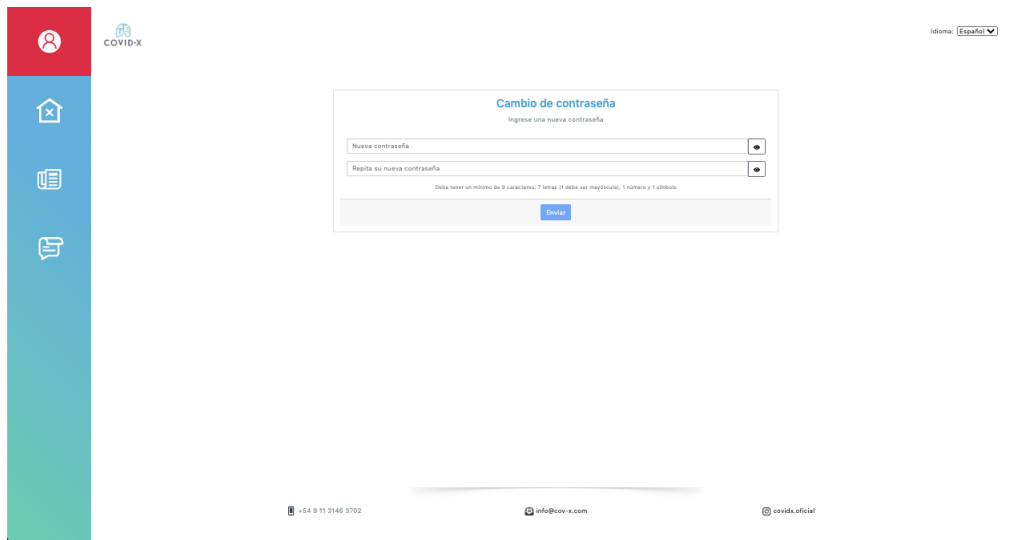 COVID-X
Idioma: Español
Cambio de contraseña
Ingrese una nueva contraseña
Nueva contraseña
Repita su nueva contraseña
Debe tener un mínimo de 9 caracteres: 7 letras (1 debe ser mayúscula), 1 número y 1 símbolo
Enviar
+54 9 11 3146 3702
info@cov-x.com
covidx.oficial